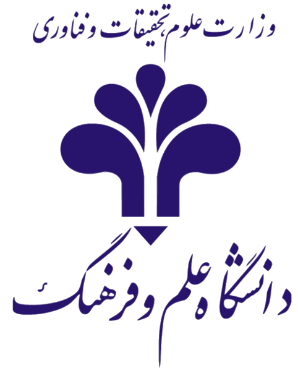 وزارت علوم، تحقیقات و فناوری
دانشگاه علم و فرهنگ